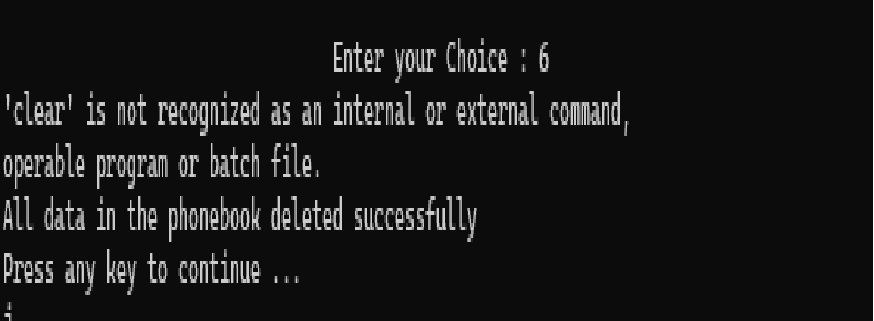 Enter your Choice : 6
'clear' is not recognized as an internal or external command,
operable program or batch file.
All data in the phonebook deleted successfully
Press any key to continue ...